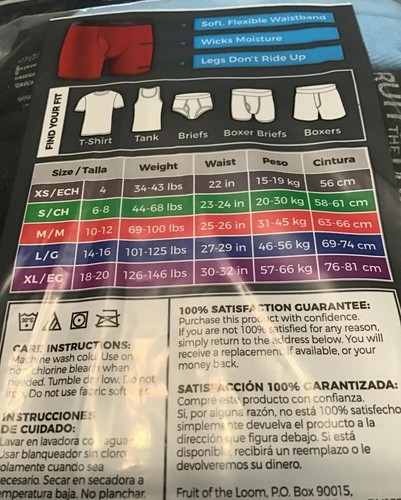 Soft, Flexible Waistband
Wicks Moisture
Legs Don't Ride Up
FIND YOUR FIT
T-Shirt Tank Briefs Boxer Briefs Boxers
Size / Talla Weight Waist Peso Cintura
XS/ECH 4 34-43 lbs 22 in 15-19 kg 56 cm
S/CH 6-8 44-68 lbs 23-24 in 20-30 kg 58-61 cm
M/M 10-12 69-100 lbs 25-26 in 31-45 kg 63-66 cm
L/G 14-16 101-125 lbs 27-29 in 46-56 kg 69-74 cm
XL/EG 18-20 126-146 lbs 30-32 in 57-66 kg 76-81 cm
CARE INSTRUCTIONS:
Machine wash cold. Use on
chlorine bleach when
needed. Tumble dry low. Do not
Do not use fabric soft
INSTRUCCIONES
DE CUIDADO:
Lavar en lavadora con agua
Usar blanqueador sin cloro
solamente cuando sea
necesario. Secar en secadora a
temperatura baja. No planchar.
100% SATISFACTION GUARANTEE:
Purchase this product with confidence.
If you are not 100% satisfied for any reason,
simply return to the address below. You will
receive a replacement, if available, or your
money back.
SATISFACCIÓN 100% GARANTIZADA:
Compre este producto con confianza.
Si, por alguna razón, no está 100% satisfecho
simplemente devuelva el producto a la
dirección que figura debajo. Si está
disponible, recibirá un reemplazo o le
devolveremos su dinero.
Fruit of the Loom, P.O. Box 90015,